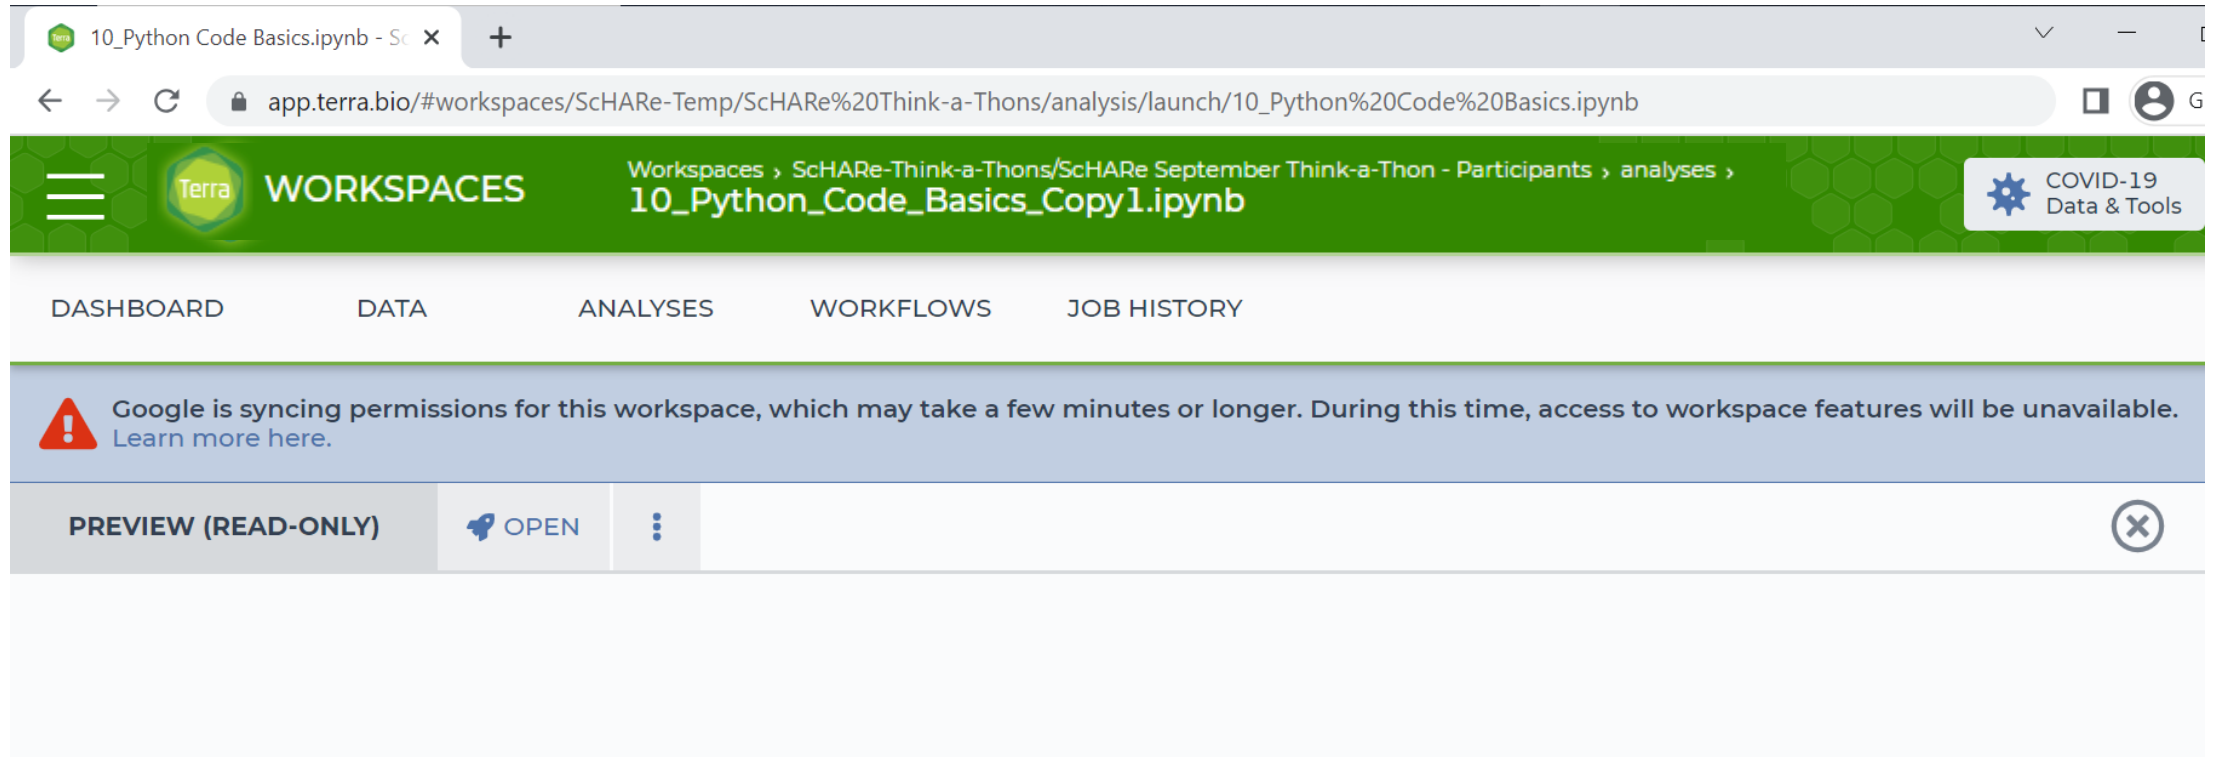 10_Python Code Basics.ipynb - Sc
app.terra.bio/#workspaces/ScHARe-Temp/ScHARe%20Think-a-Thons/analysis/launch/10_Python%20Code%20Basics.ipynb
G
Terra
WORKSPACES
Workspaces › ScHARe-Think-a-Thons/ScHARe September Think-a-Thon - Participants › analyses ›
10_Python_Code_Basics_Copy1.ipynb
COVID-19
Data & Tools
DASHBOARD DATA ANALYSES WORKFLOWS JOB HISTORY
Google is syncing permissions for this workspace, which may take a few minutes or longer. During this time, access to workspace features will be unavailable.
Learn more here.
PREVIEW (READ-ONLY) OPEN